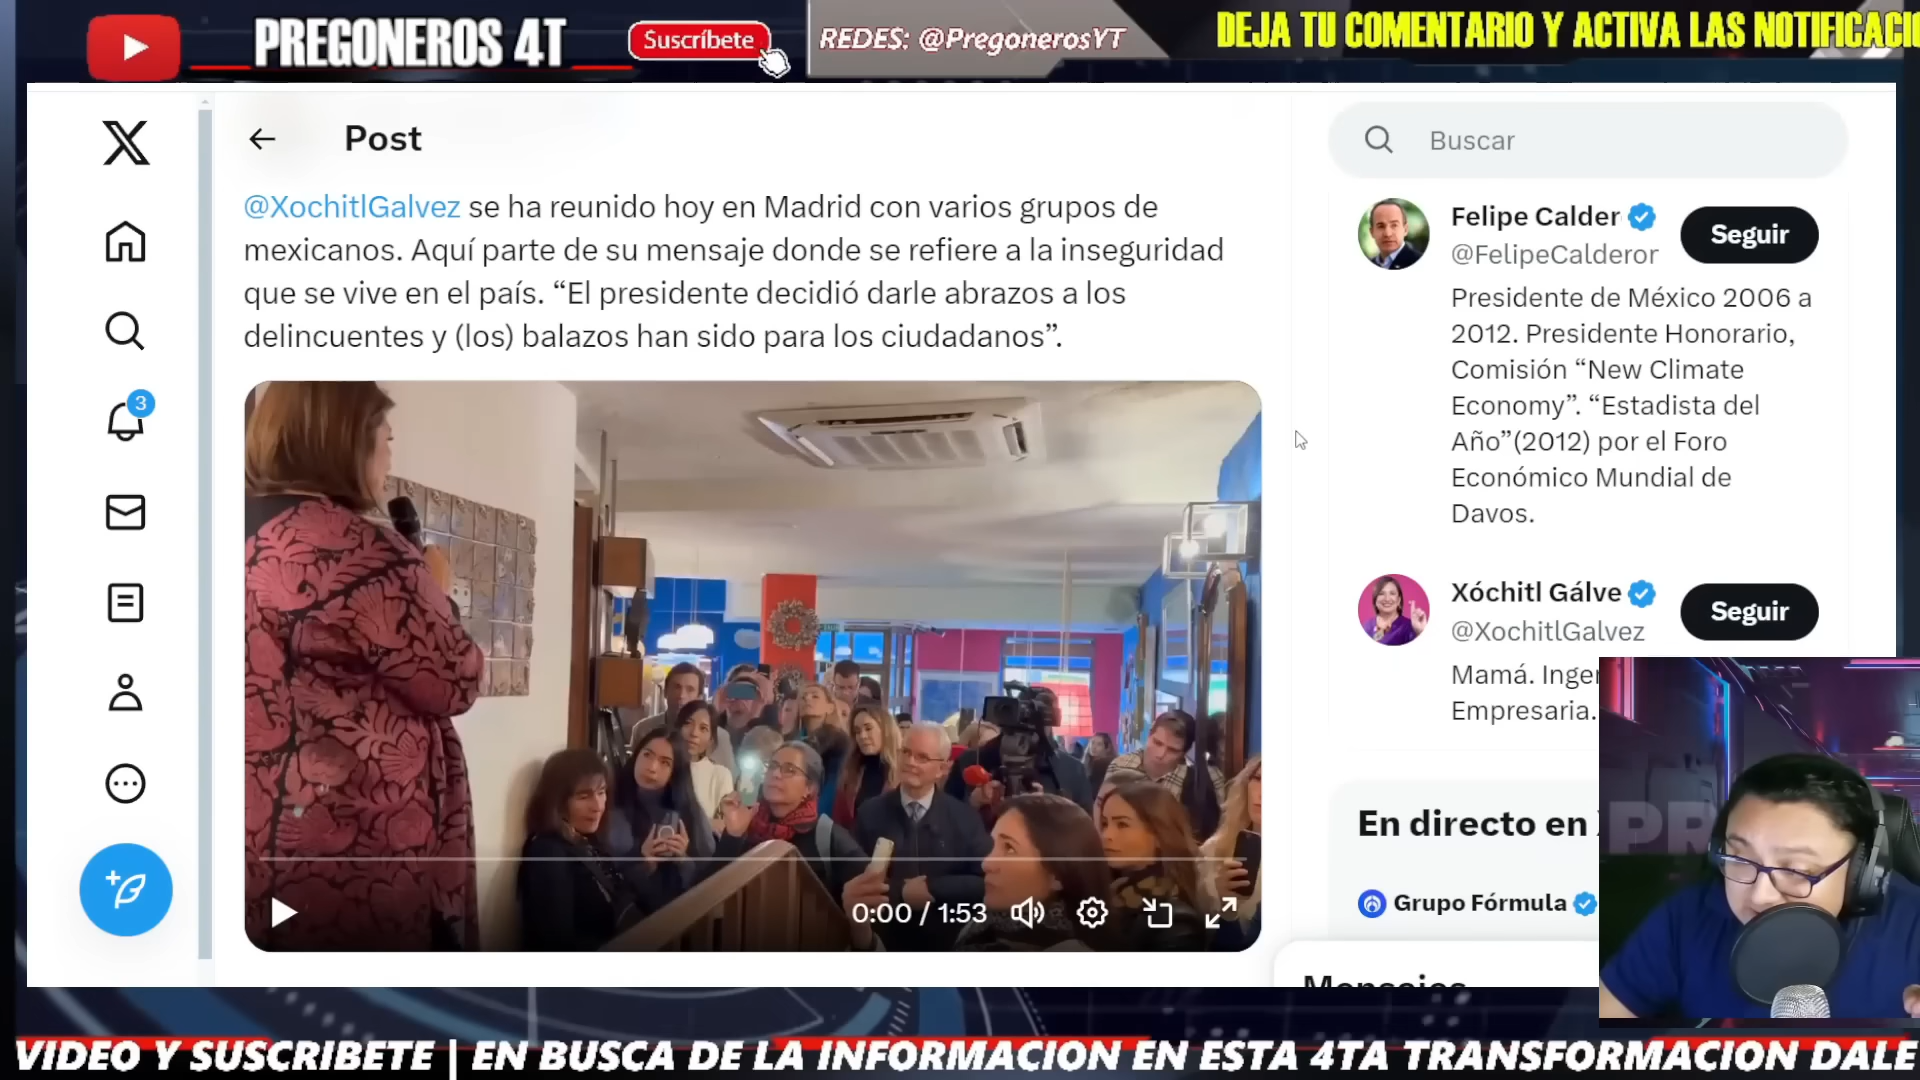 PREGONEROS 4T
Suscríbete
REDES: @PregonerosYT
DEJA TU COMENTARIO Y ACTIVA LAS
Post
Buscar
@XochitlGalvez se ha reunido hoy en Madrid con varios grupos de
mexicanos. Aquí parte de su mensaje donde se refiere a la inseguridad
que se vive en el país. “El presidente decidió darle abrazos a los
delincuentes y (los) balazos han sido para los ciudadanos”.
3
0:00 / 1:53
Felipe Calder
@FelipeCalderor
Seguir
Presidente de México 2006 a
2012. Presidente Honorario,
Comisión “New Climate
Economy”. “Estadista del
Año”(2012) por el Foro
Económico Mundial de
Davos.
Xóchitl Gálve
@XochitlGalvez
Seguir
Mamá.
Empresaria.
En directo en
Grupo Fórmula
Mensajes
VIDEO Y SUSCRIBETE | EN BUSCA DE LA INFORMACION EN ESTA 4TA TRANSFORMACION DALE